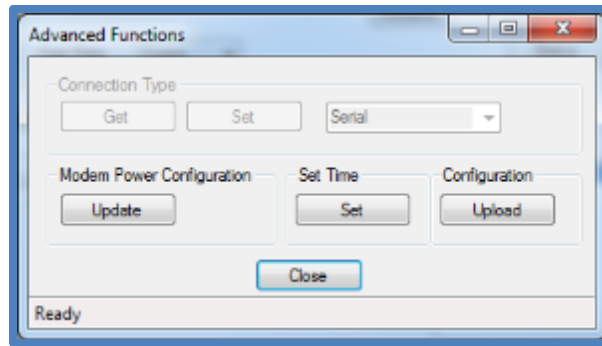 Advanced Functions
Connection Type
Get Set Serial
Modem Power Configuration Set Time Configuration
Update Set Upload
Close
Ready